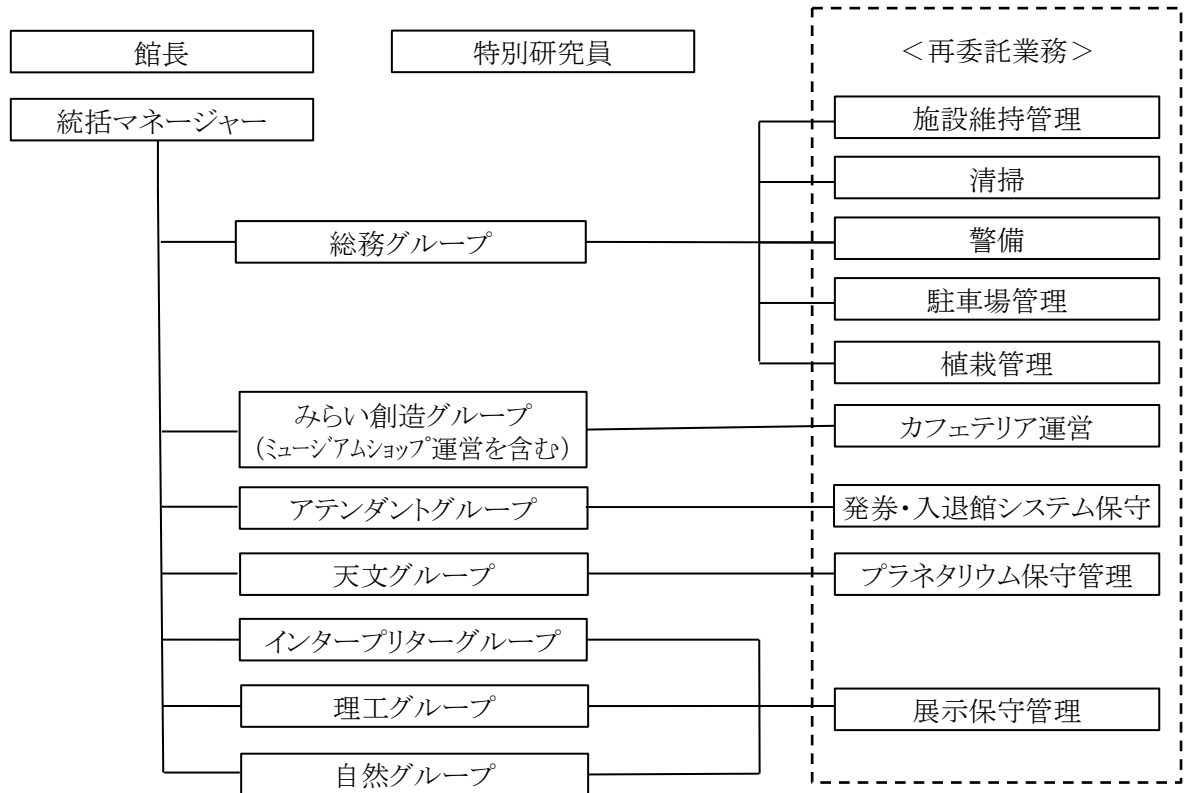 館長
特別研究員
＜再委託業務＞
統括マネージャー
施設維持管理
清掃
総務グループ
警備
駐車場管理
植栽管理
みらい創造グループ
(ﾐｭｰｼﾞｱﾑｼｮｯﾌﾟ運営を含む)
カフェテリア運営
アテンダントグループ
発券・入退館システム保守
天文グループ
プラネタリウム保守管理
インタープリターグループ
理工グループ
展示保守管理
自然グループ